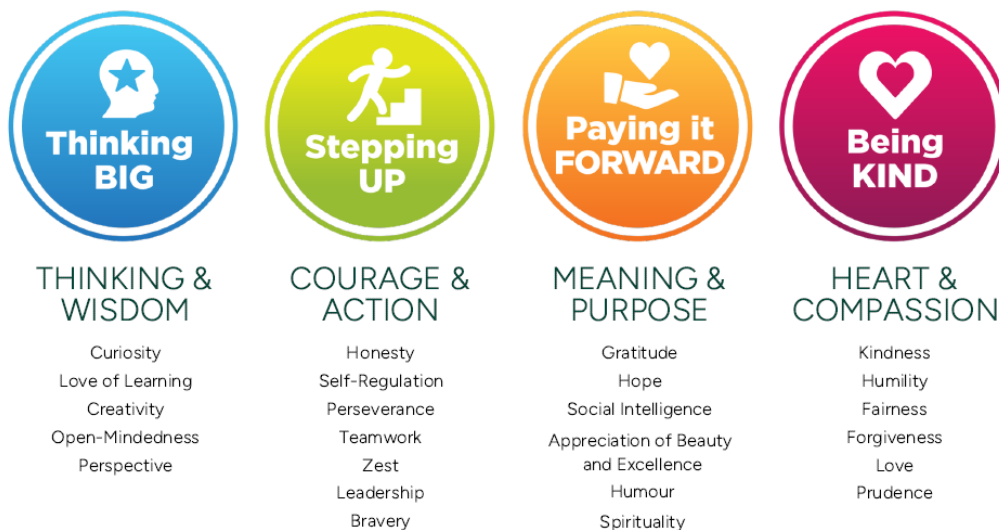 Thinking
BIG
THINKING &
WISDOM
Curiosity
Love of Learning
Creativity
Open-Mindedness
Perspective
Stepping
UP
COURAGE &
ACTION
Honesty
Self-Regulation
Perseverance
Teamwork
Zest
Leadership
Bravery
Paying it
FORWARD
MEANING &
PURPOSE
Gratitude
Hope
Social Intelligence
Appreciation of Beauty
and Excellence
Humour
Spirituality
Being
KIND
HEART &
COMPASSION
Kindness
Humility
Fairness
Forgiveness
Love
Prudence